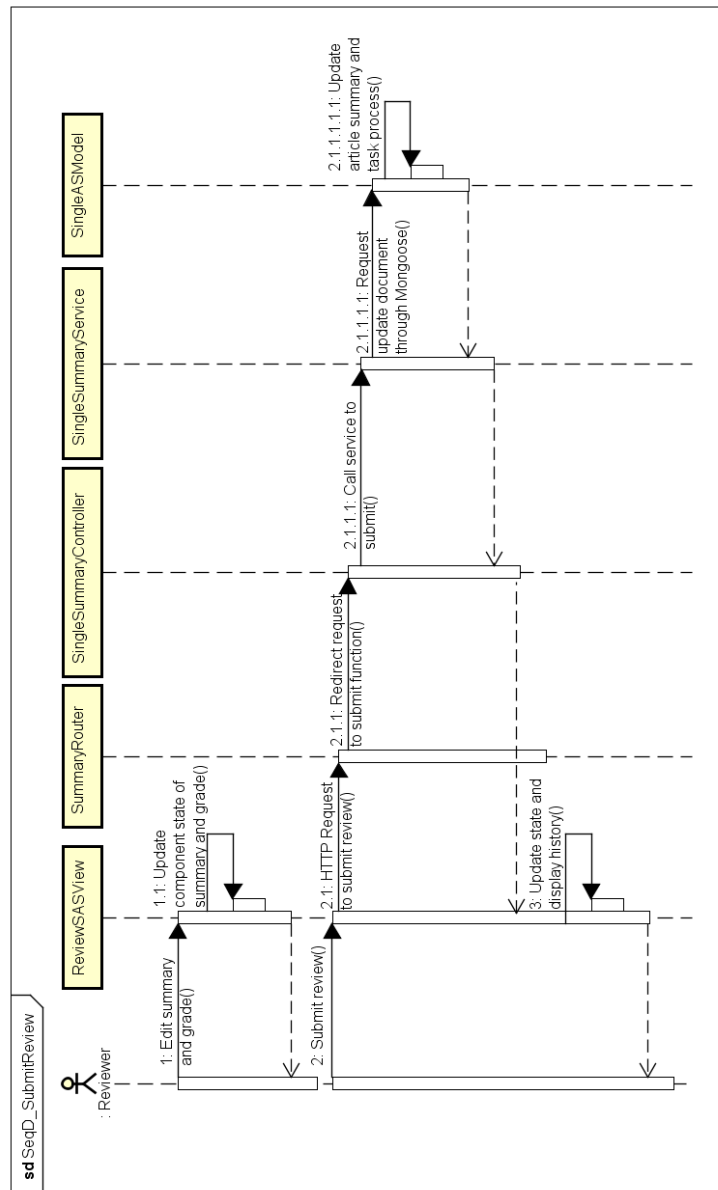 sd SeqD_SubmitReview
: Reviewer
ReviewSASView
SummaryRouter
SingleSummaryController
SingleSummaryService
SingleASModel
1: Edit summary
and grade()
1.1: Update
component state of
summary and grade()
2: Submit review()
2.1: HTTP Request
to submit review()
2.1.1: Redirect request
to submit function()
2.1.1.1: Call service to
submit()
2.1.1.1.1: Request
update document
through Mongoose()
2.1.1.1.1.1: Update
article summary and
task process()
3: Update state and
display history()